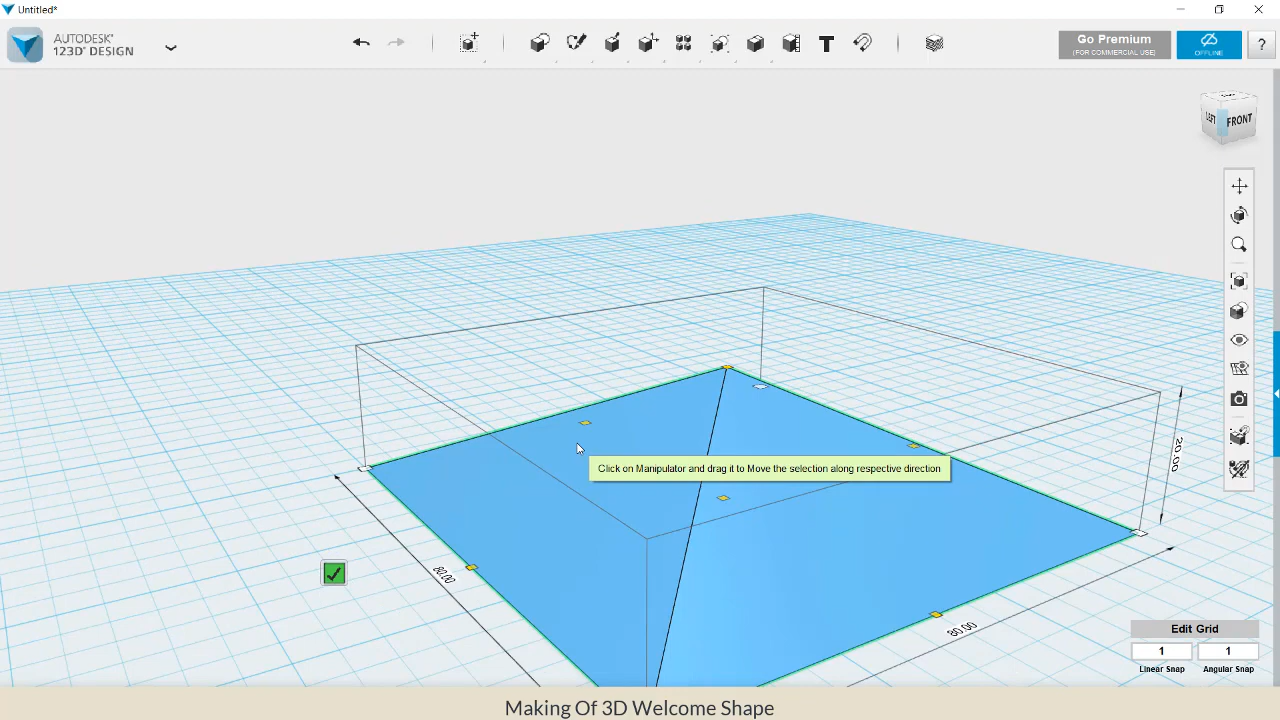 Untitled*
AUTODESK
123D® DESIGN
Go Premium
(FOR COMMERCIAL USE)
OFFLINE
?
LEFT
FRONT
Click on Manipulator and drag it to Move the selection along respective direction
20.00
80.00
80.00
Edit Grid
1
1
Linear Snap
Angular Snap
Making Of 3D Welcome Shape